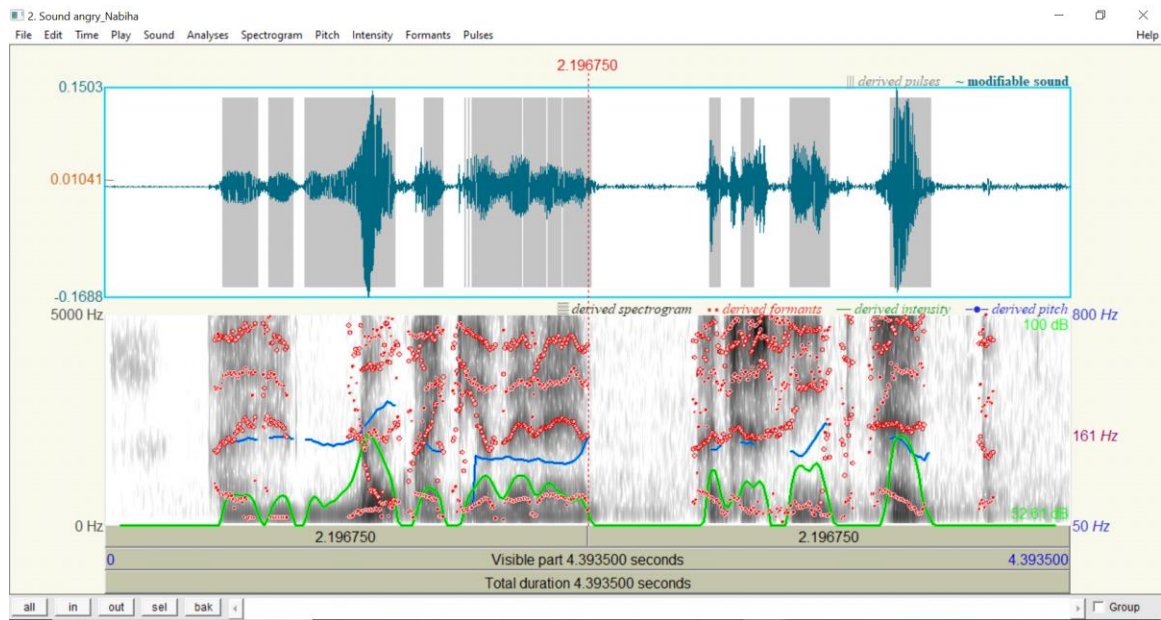 2. Sound angry_Nabiha
File Edit Time Play Sound Analyses Spectrogram Pitch Intensity Formants Pulses Help
2.196750
0.1503
derived pulses ~ modifiable sound
0.01041
-0.1688
derived spectrogram derived formants derived intensity derived pitch
5000 Hz
800 Hz
100 dB
161 Hz
0 Hz
52.61 dB
50 Hz
2.196750 2.196750
0 Visible part 4.393500 seconds 4.393500
Total duration 4.393500 seconds
all in out sel bak Group